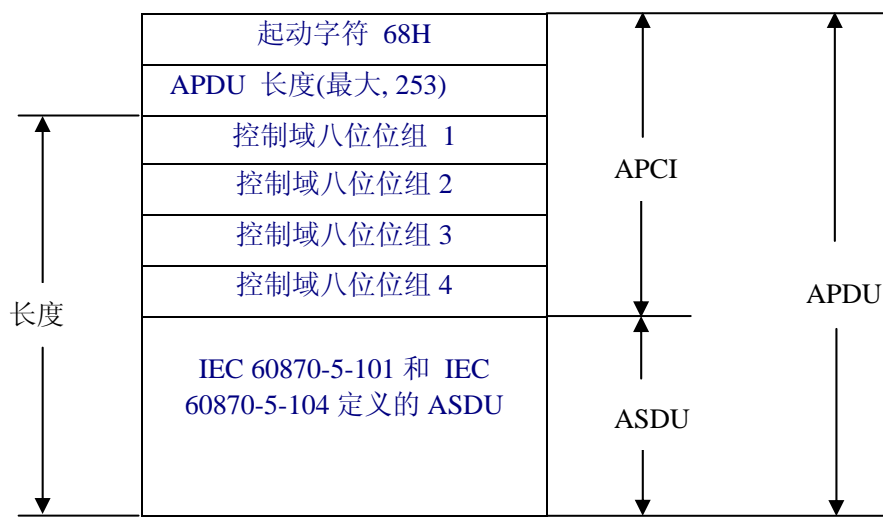 起动字符 68H
APDU 长度(最大, 253)
控制域八位位组 1
控制域八位位组 2
控制域八位位组 3
控制域八位位组 4
IEC 60870-5-101 和 IEC
60870-5-104 定义的 ASDU
长度
APCI
ASDU
APDU